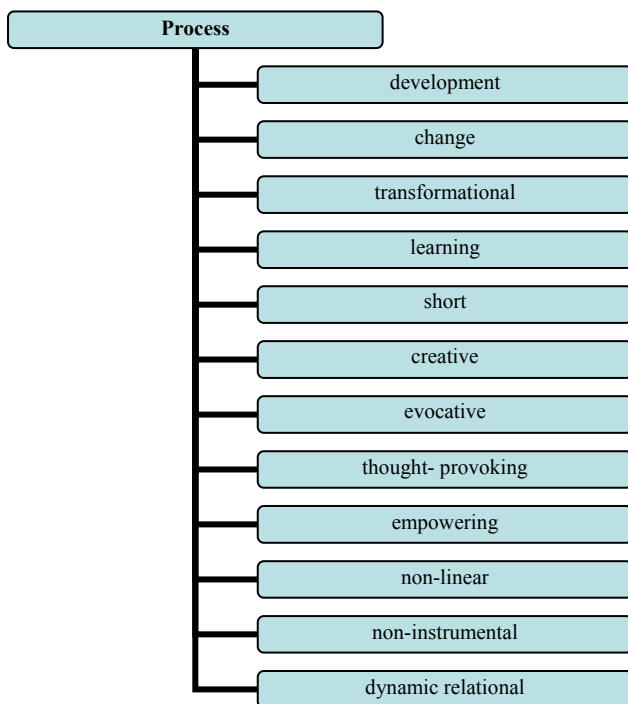 Process
development
change
transformational
learning
short
creative
evocative
thought- provoking
empowering
non-linear
non-instrumental
dynamic relational